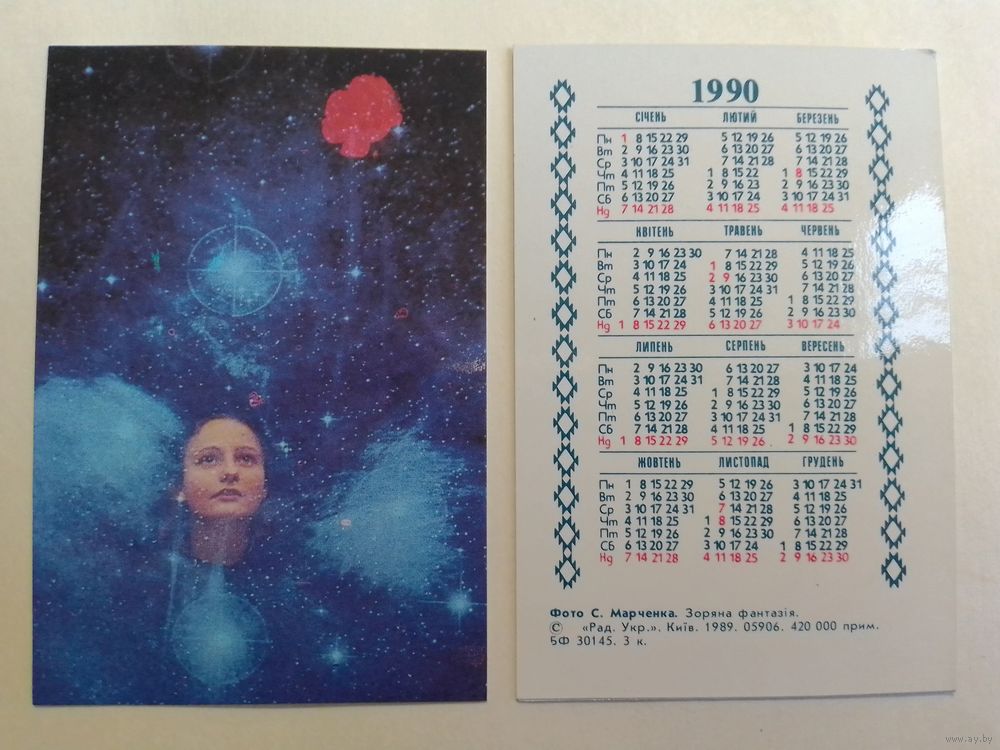 1990
СІЧЕНЬ ЛЮТИЙ БЕРЕЗЕНЬ
Пн 1 8 15 22 29 5 12 19 26 5 12 19 26
Вт 2 9 16 23 30 6 13 20 27 6 13 20 27
Ср 3 10 17 24 31 7 14 21 28 7 14 21 28
Чт 4 11 18 25 1 8 15 22 1 8 15 22 29
Пт 5 12 19 26 2 9 16 23 2 9 16 23 30
Сб 6 13 20 27 3 10 17 24 3 10 17 24 31
Нд 7 14 21 28 4 11 18 25 4 11 18 25
КВІТЕНЬ ТРАВЕНЬ ЧЕРВЕНЬ
Пн 2 9 16 23 30 7 14 21 28 4 11 18 25
Вт 3 10 17 24 1 8 15 22 29 5 12 19 26
Ср 4 11 18 25 2 9 16 23 30 6 13 20 27
Чт 5 12 19 26 3 10 17 24 31 7 14 21 28
Пт 6 13 20 27 4 11 18 25 1 8 15 22 29
Сб 7 14 21 28 5 12 19 26 2 9 16 23 30
Нд 1 8 15 22 29 6 13 20 27 3 10 17 24
ЛИПЕНЬ СЕРПЕНЬ ВЕРЕСЕНЬ
Пн 2 9 16 23 30 6 13 20 27 3 10 17 24
Вт 3 10 17 24 31 7 14 21 28 4 11 18 25
Ср 4 11 18 25 1 8 15 22 29 5 12 19 26
Чт 5 12 19 26 2 9 16 23 30 6 13 20 27
Пт 6 13 20 27 3 10 17 24 31 7 14 21 28
Сб 7 14 21 28 4 11 18 25 1 8 15 22 29
Нд 1 8 15 22 29 5 12 19 26 2 9 16 23 30
ЖОВТЕНЬ ЛИСТОПАД ГРУДЕНЬ
Пн 1 8 15 22 29 5 12 19 26 3 10 17 24 31
Вт 2 9 16 23 30 6 13 20 27 4 11 18 25
Ср 3 10 17 24 31 7 14 21 28 5 12 19 26
Чт 4 11 18 25 1 8 15 22 29 6 13 20 27
Пт 5 12 19 26 2 9 16 23 30 7 14 21 28
Сб 6 13 20 27 3 10 17 24 1 8 15 22 29
Нд 7 14 21 28 4 11 18 25 2 9 16 23 30
Фото С. Марченка. Зоряна фантазія.
© «Рад. Укр.». Київ. 1989. 05906. 420 000 прим.
БФ 30145. 3 к.
www.ay.by